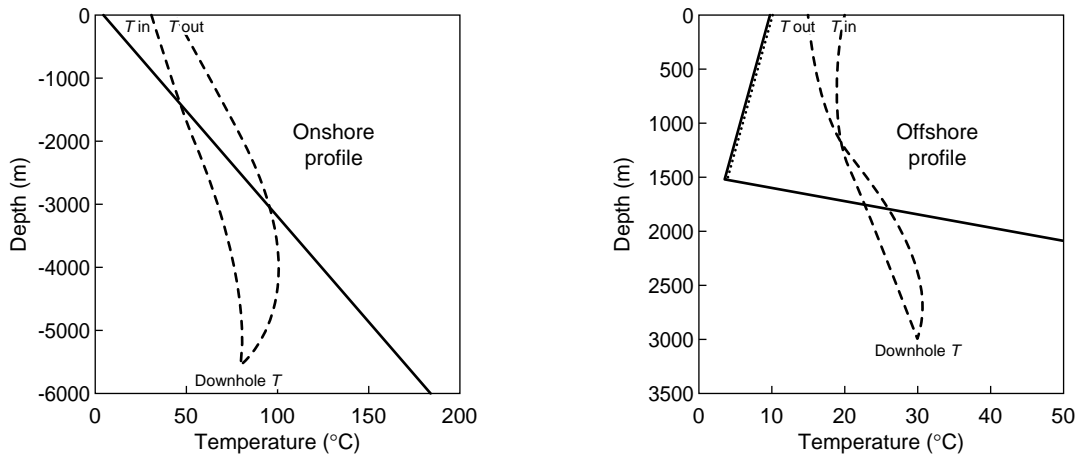 0
-1000
-2000
-3000
-4000
-5000
-6000
Depth (m)
T in
T out
Onshore
profile
Downhole T
0
50
100
150
200
Temperature (°C)
0
500
1000
1500
2000
2500
3000
3500
Depth (m)
T out
T in
Offshore
profile
Downhole T
0
10
20
30
40
50
Temperature (°C)